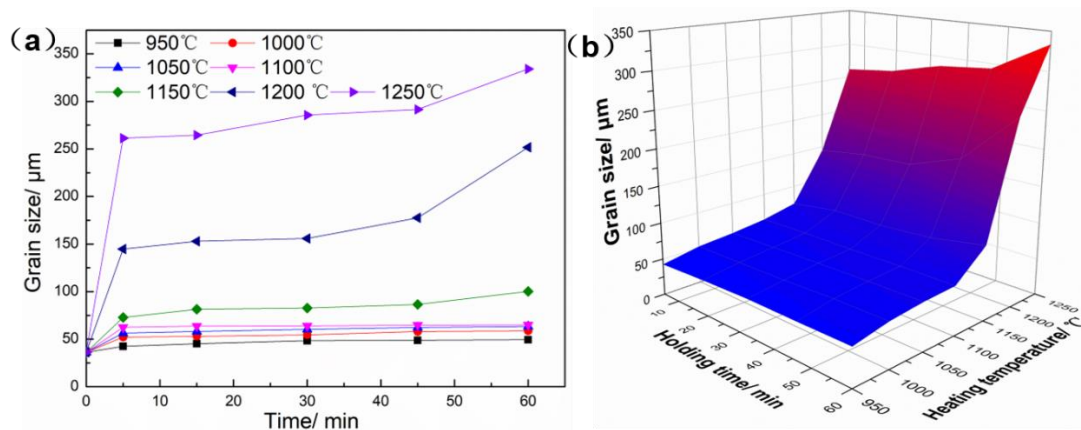 (a)
350
300
250
200
150
100
50
0
Grain size/ μm
950℃ 1000℃
1050℃ 1100℃
1150℃ 1200 ℃ 1250℃
0 10 20 30 40 50 60
Time/ min
(b)
350
300
250
200
150
100
50
0
Grain size/ μm
10 20 30 40 50 60
Holding time/ min
950 1000 1050 1100 1150 1200 1250
Heating temperature/ ℃